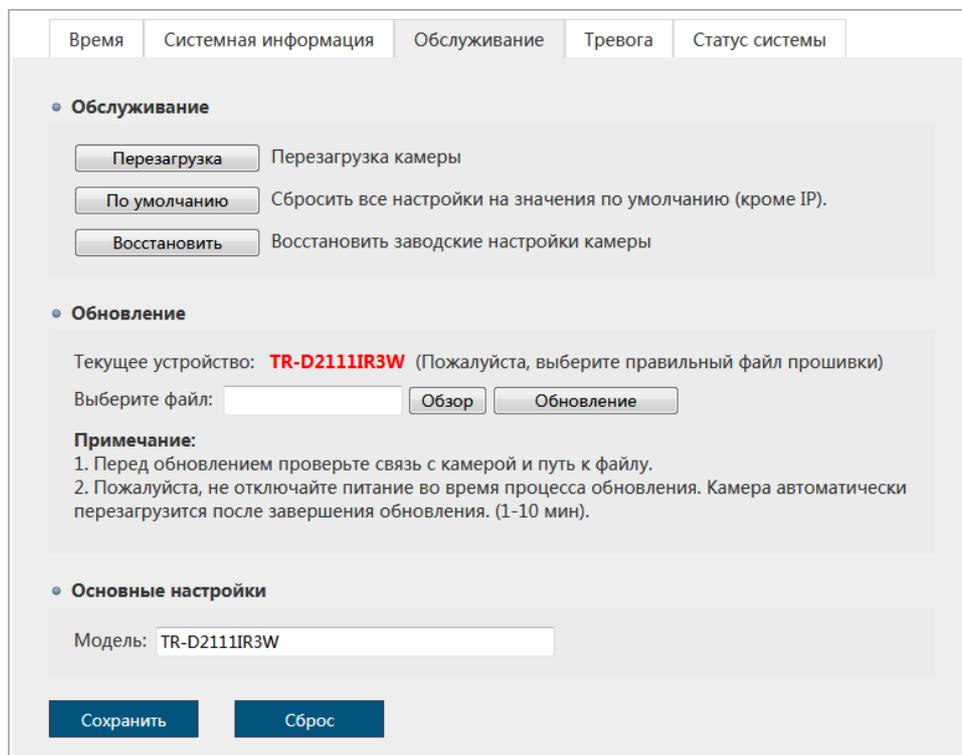 Время Системная информация Обслуживание Тревога Статус системы
Обслуживание
Перезагрузка Перезагрузка камеры
По умолчанию Сбросить все настройки на значения по умолчанию (кроме IP).
Восстановить Восстановить заводские настройки камеры
Обновление
Текущее устройство: TR-D2111IR3W (Пожалуйста, выберите правильный файл прошивки)
Выберите файл: Обзор Обновление
Примечание:
1. Перед обновлением проверьте связь с камерой и путь к файлу.
2. Пожалуйста, не отключайте питание во время процесса обновления. Камера автоматически
перезагрузится после завершения обновления. (1-10 мин).
Основные настройки
Модель: TR-D2111IR3W
Сохранить Сброс